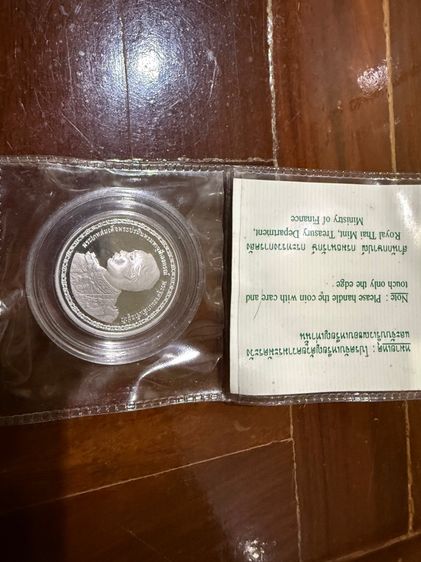 หมายเหตุ : โปรดจับเหรียญด้วยความระมัดระวัง
และจับบริเวณขอบเหรียญเท่านั้น
Note : Please handle the coin with care and
touch only the edge .
สำนักกษาปณ์ กรมธนารักษ์ กระทรวงการคลัง
Royal Thai Mint, Treasury Department,
Ministry of Finance